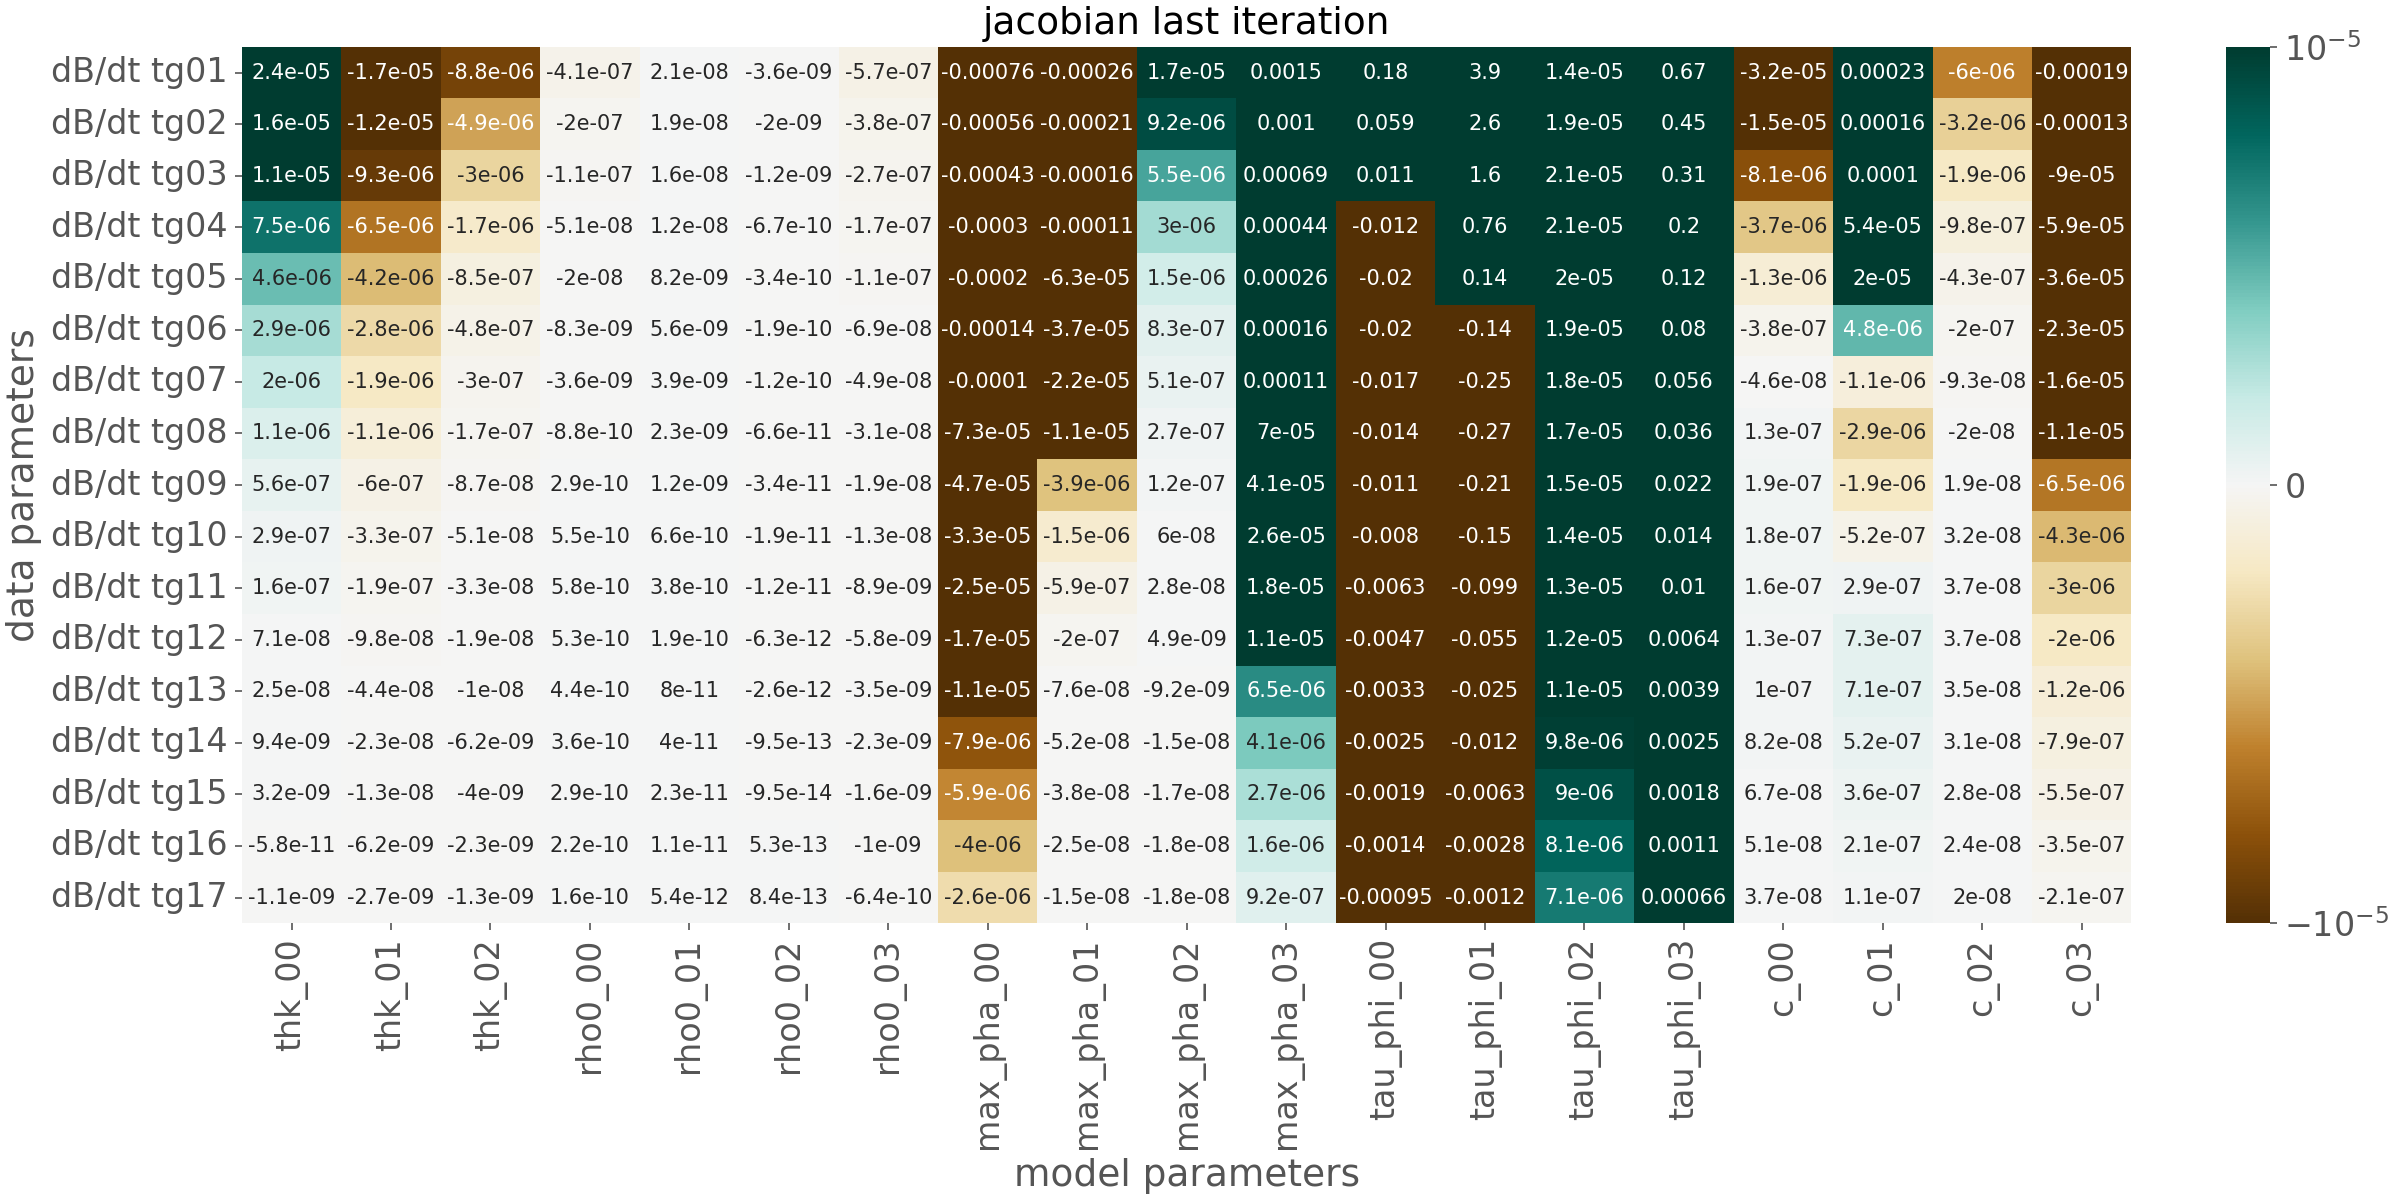 jacobian last iteration
dB/dt tg01 2.4e-05 -1.7e-05 -8.8e-06 -4.1e-07 2.1e-08 -3.6e-09 -5.7e-07 -0.00076 -0.00026 1.7e-05 0.0015 0.18 3.9 1.4e-05 0.67 -3.2e-05 0.00023 -6e-06 -0.00019
dB/dt tg02 1.6e-05 -1.2e-05 -4.9e-06 -2e-07 1.9e-08 -2e-09 -3.8e-07 -0.00056 -0.00021 9.2e-06 0.001 0.059 2.6 1.9e-05 0.45 -1.5e-05 0.00016 -3.2e-06 -0.00013
dB/dt tg03 1.1e-05 -9.3e-06 -3e-06 -1.1e-07 1.6e-08 -1.2e-09 -2.7e-07 -0.00043 -0.00016 5.5e-06 0.00069 0.011 1.6 2.1e-05 0.31 -8.1e-06 0.0001 -1.9e-06 -9e-05
dB/dt tg04 7.5e-06 -6.5e-06 -1.7e-06 -5.1e-08 1.2e-08 -6.7e-10 -1.7e-07 -0.0003 -0.00011 3e-06 0.00044 -0.012 0.76 2.1e-05 0.2 -3.7e-06 5.4e-05 -9.8e-07 -5.9e-05
dB/dt tg05 4.6e-06 -4.2e-06 -8.5e-07 -2e-08 8.2e-09 -3.4e-10 -1.1e-07 -0.0002 -6.3e-05 1.5e-06 0.00026 -0.02 0.14 2e-05 0.12 -1.3e-06 2e-05 -4.3e-07 -3.6e-05
dB/dt tg06 2.9e-06 -2.8e-06 -4.8e-07 -8.3e-09 5.6e-09 -1.9e-10 -6.9e-08 -0.00014 -3.7e-05 8.3e-07 0.00016 -0.02 -0.14 1.9e-05 0.08 -3.8e-07 4.8e-06 -2e-07 -2.3e-05
dB/dt tg07 2e-06 -1.9e-06 -3e-07 -3.6e-09 3.9e-09 -1.2e-10 -4.9e-08 -0.0001 -2.2e-05 5.1e-07 0.00011 -0.017 -0.25 1.8e-05 0.056 -4.6e-08 -1.1e-06 -9.3e-08 -1.6e-05
dB/dt tg08 1.1e-06 -1.1e-06 -1.7e-07 -8.8e-10 2.3e-09 -6.6e-11 -3.1e-08 -7.3e-05 -1.1e-05 2.7e-07 7e-05 -0.014 -0.27 1.7e-05 0.036 1.3e-07 -2.9e-06 -2e-08 -1.1e-05
dB/dt tg09 5.6e-07 -6e-07 -8.7e-08 2.9e-10 1.2e-09 -3.4e-11 -1.9e-08 -4.7e-05 -3.9e-06 1.2e-07 4.1e-05 -0.011 -0.21 1.5e-05 0.022 1.9e-07 -1.9e-06 1.9e-08 -6.5e-06
dB/dt tg10 2.9e-07 -3.3e-07 -5.1e-08 5.5e-10 6.6e-10 -1.9e-11 -1.3e-08 -3.3e-05 -1.5e-06 6e-08 2.6e-05 -0.008 -0.15 1.4e-05 0.014 1.8e-07 -5.2e-07 3.2e-08 -4.3e-06
dB/dt tg11 1.6e-07 -1.9e-07 -3.3e-08 5.8e-10 3.8e-10 -1.2e-11 -8.9e-09 -2.5e-05 -5.9e-07 2.8e-08 1.8e-05 -0.0063 -0.099 1.3e-05 0.01 1.6e-07 2.9e-07 3.7e-08 -3e-06
dB/dt tg12 7.1e-08 -9.8e-08 -1.9e-08 5.3e-10 1.9e-10 -6.3e-12 -5.8e-09 -1.7e-05 -2e-07 4.9e-09 1.1e-05 -0.0047 -0.055 1.2e-05 0.0064 1.3e-07 7.3e-07 3.7e-08 -2e-06
dB/dt tg13 2.5e-08 -4.4e-08 -1e-08 4.4e-10 8e-11 -2.6e-12 -3.5e-09 -1.1e-05 -7.6e-08 -9.2e-09 6.5e-06 -0.0033 -0.025 1.1e-05 0.0039 1e-07 7.1e-07 3.5e-08 -1.2e-06
dB/dt tg14 9.4e-09 -2.3e-08 -6.2e-09 3.6e-10 4e-11 -9.5e-13 -2.3e-09 -7.9e-06 -5.2e-08 -1.5e-08 4.1e-06 -0.0025 -0.012 9.8e-06 0.0025 8.2e-08 5.2e-07 3.1e-08 -7.9e-07
dB/dt tg15 3.2e-09 -1.3e-08 -4e-09 2.9e-10 2.3e-11 -9.5e-14 -1.6e-09 -5.9e-06 -3.8e-08 -1.7e-08 2.7e-06 -0.0019 -0.0063 9e-06 0.0018 6.7e-08 3.6e-07 2.8e-08 -5.5e-07
dB/dt tg16 -5.8e-11 -6.2e-09 -2.3e-09 2.2e-10 1.1e-11 5.3e-13 -1e-09 -4e-06 -2.5e-08 -1.8e-08 1.6e-06 -0.0014 -0.0028 8.1e-06 0.0011 5.1e-08 2.1e-07 2.4e-08 -3.5e-07
dB/dt tg17 -1.1e-09 -2.7e-09 -1.3e-09 1.6e-10 5.4e-12 8.4e-13 -6.4e-10 -2.6e-06 -1.5e-08 -1.8e-08 9.2e-07 -0.00095 -0.0012 7.1e-06 0.00066 3.7e-08 1.1e-07 2e-08 -2.1e-07
thk_00 thk_01 thk_02 rho0_00 rho0_01 rho0_02 rho0_03 max_pha_00 max_pha_01 max_pha_02 max_pha_03 tau_phi_00 tau_phi_01 tau_phi_02 tau_phi_03 c_00 c_01 c_02 c_03
model parameters
data parameters
10⁻⁵
0
−10⁻⁵